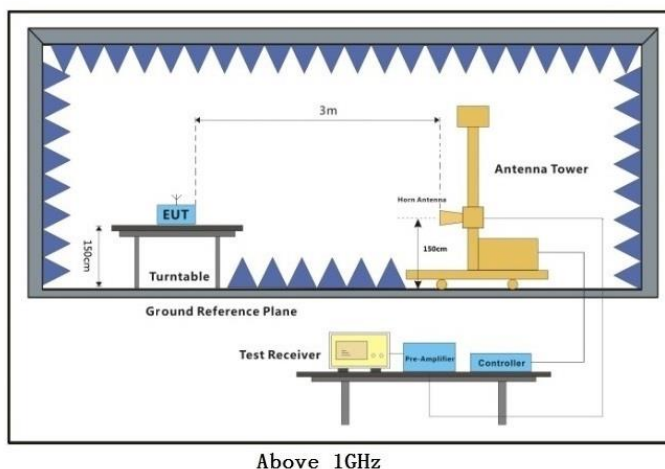 3m
Antenna Tower
Horn Antenna
EUT
150cm
150cm
Turntable
Ground Reference Plane
Test Receiver
Pre-Amplifier
Controller
Above 1GHz